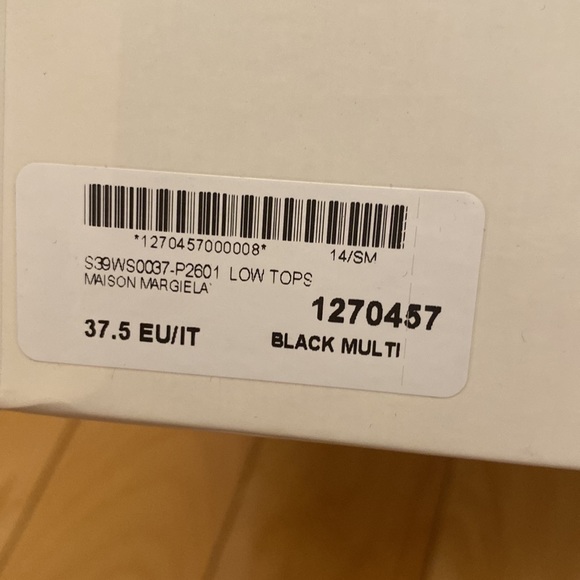 *1270457000008*
14/SM
S39WS0037-P2601 LOW TOPS
MAISON MARGIELA'
1270457
37.5 EU/IT
BLACK MULTI